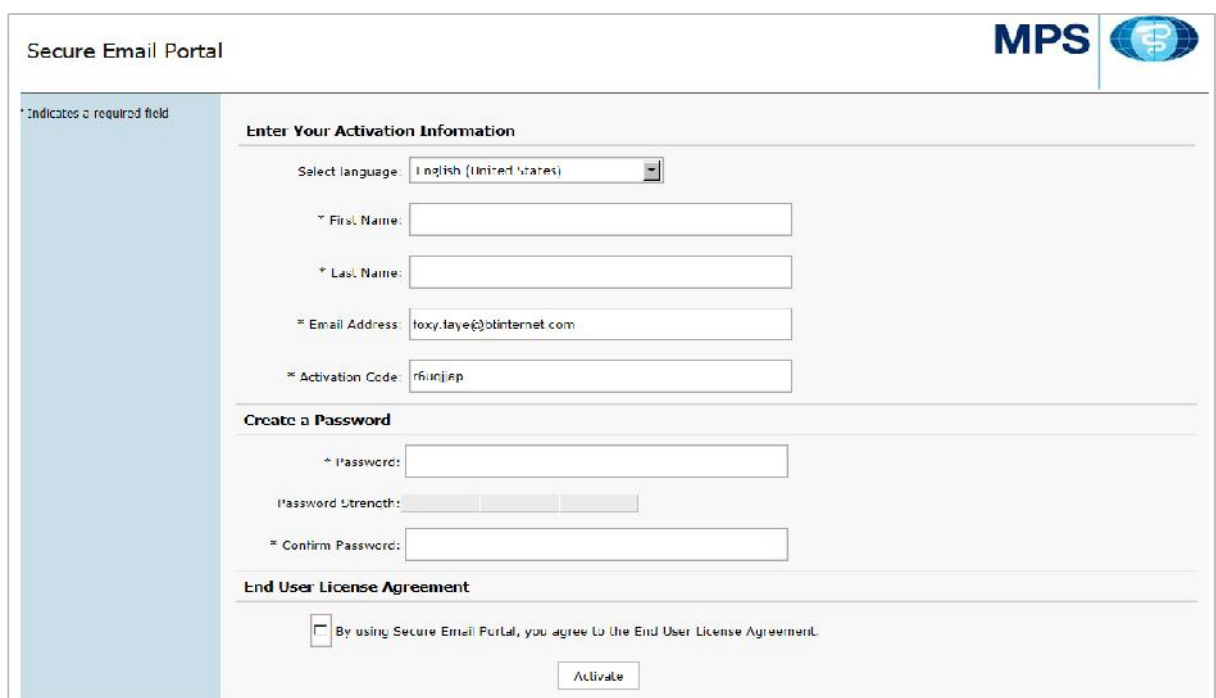 Secure Email Portal
MPS
* Indicates a required field
Enter Your Activation Information
Select language: English (United States)
* First Name:
* Last Name:
* Email Address: foxy.faye@btinternet.com
* Activation Code:
Create a Password
* Password:
Password Strength:
* Confirm Password:
End User License Agreement
By using Secure Email Portal, you agree to the End User License Agreement.
Activate